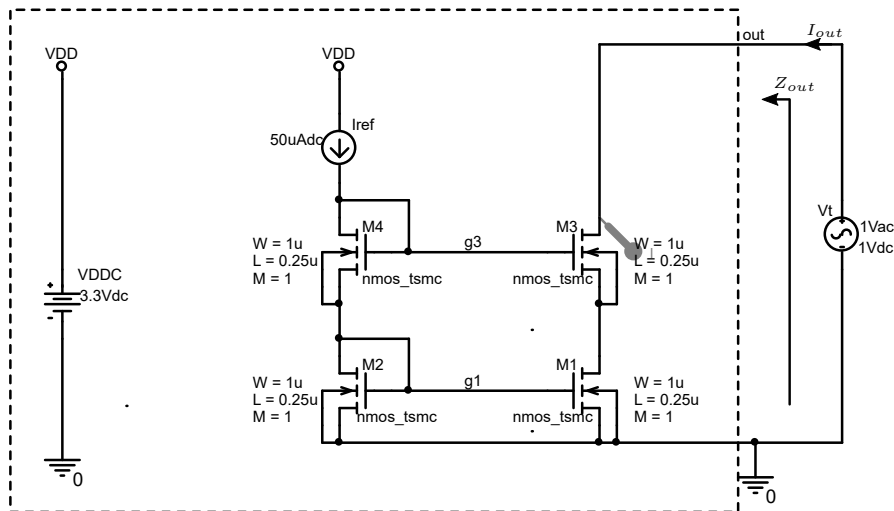 VDD
VDD
out
I_out
Z_out
Iref
50uAdc
M4
M3
g3
Vt
1Vac
1Vdc
W = 1u
L = 0.25u
M = 1
nmos_tsmc
nmos_tsmc
W = 1u
L = 0.25u
M = 1
VDDC
3.3Vdc
M2
M1
g1
W = 1u
L = 0.25u
M = 1
nmos_tsmc
nmos_tsmc
W = 1u
L = 0.25u
M = 1
0
0